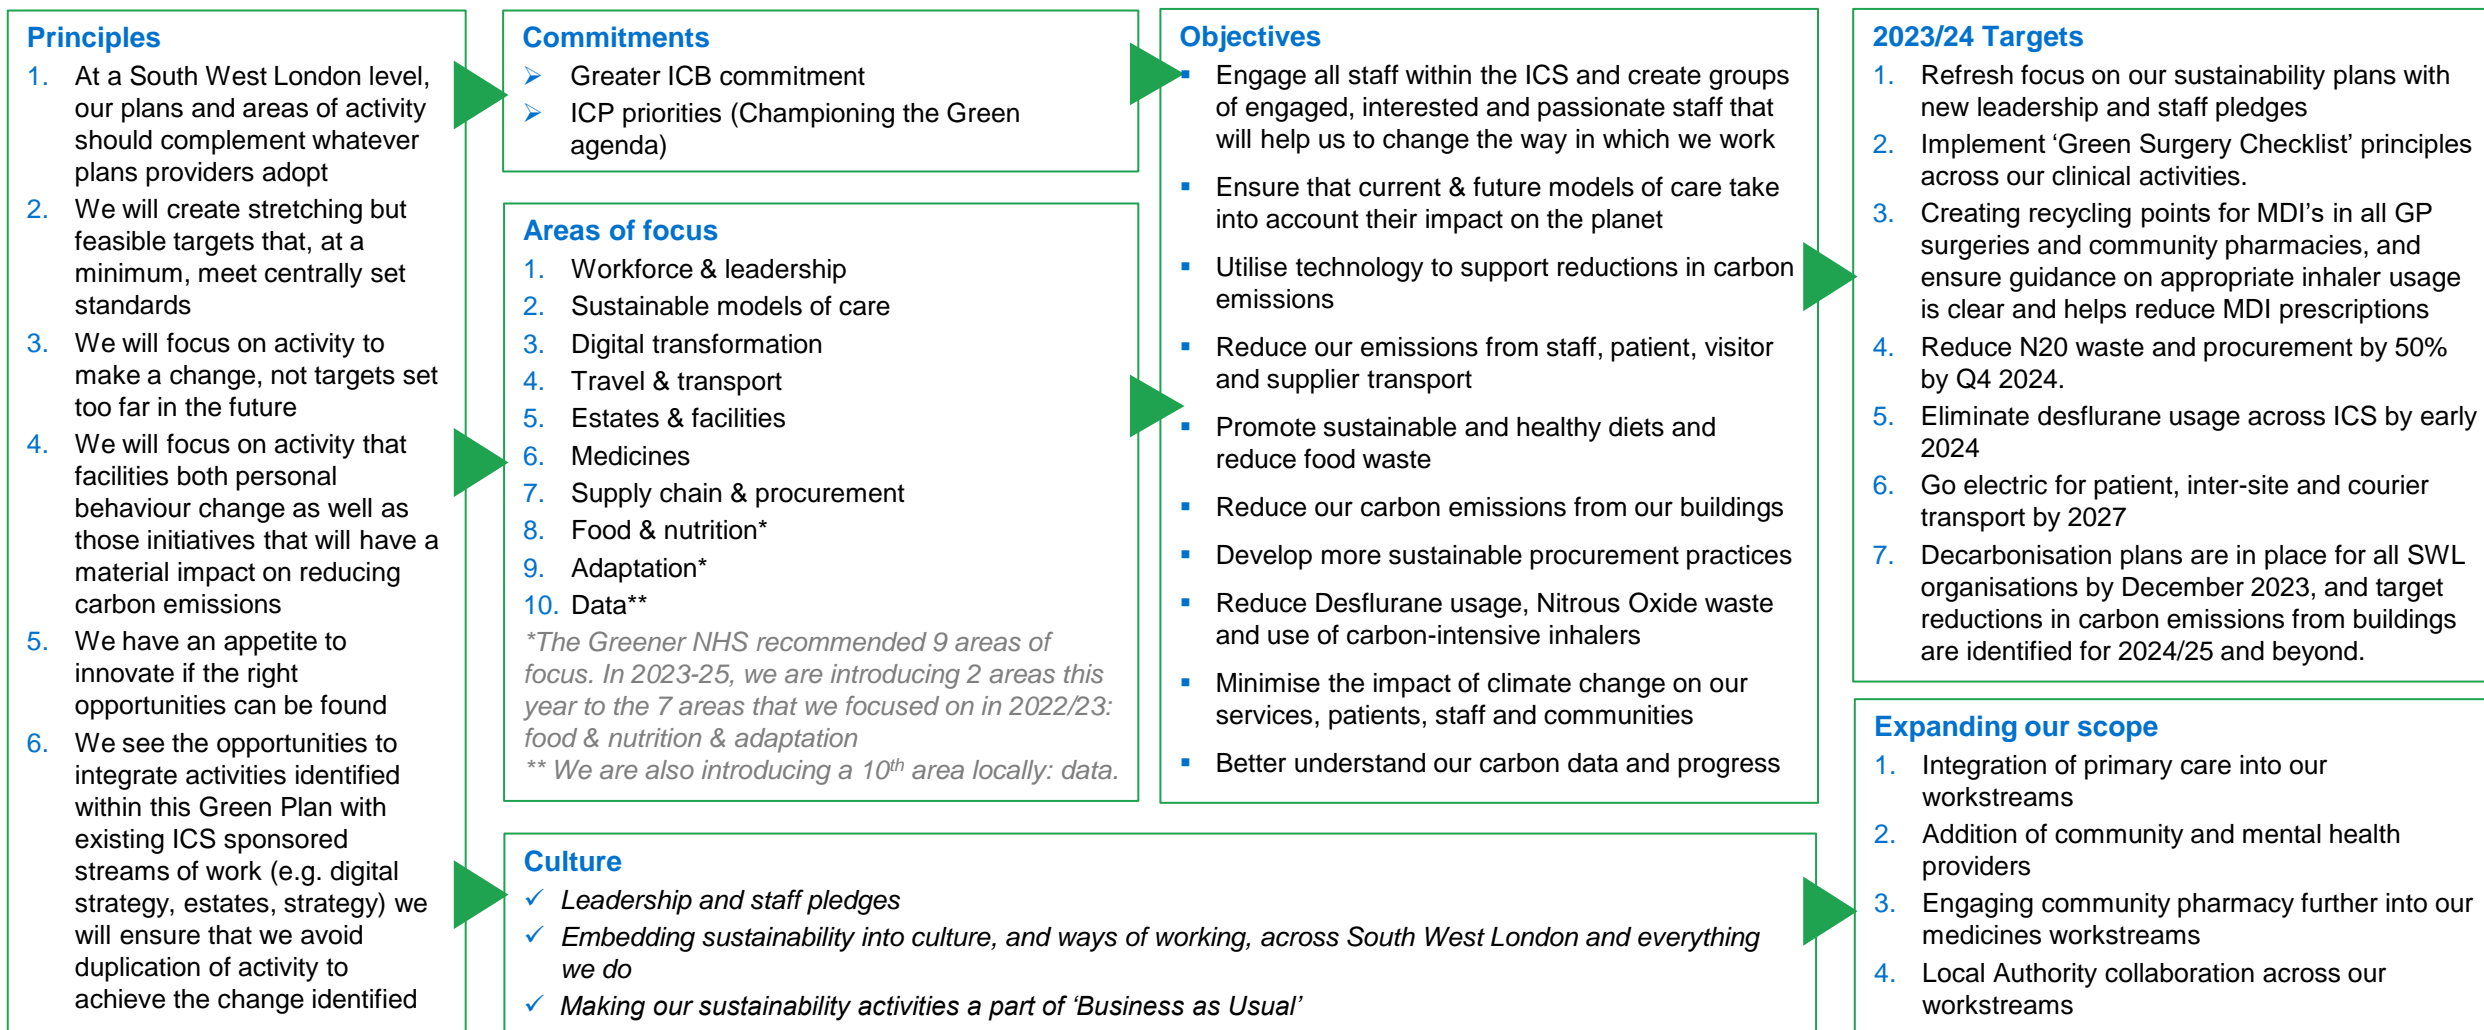 Principles
1. At a South West London level,
our plans and areas of activity
should complement whatever
plans providers adopt
2. We will create stretching but
feasible targets that, at a
minimum, meet centrally set
standards
3. We will focus on activity to
make a change, not targets set
too far in the future
4. We will focus on activity that
facilities both personal
behaviour change as well as
those initiatives that will have a
material impact on reducing
carbon emissions
5. We have an appetite to
innovate if the right
opportunities can be found
6. We see the opportunities to
integrate activities identified
within this Green Plan with
existing ICS sponsored
streams of work (e.g. digital
strategy, estates, strategy) we
will ensure that we avoid
duplication of activity to
achieve the change identified
Commitments
➢ Greater ICB commitment
➢ ICP priorities (Championing the Green
agenda)
Areas of focus
1. Workforce & leadership
2. Sustainable models of care
3. Digital transformation
4. Travel & transport
5. Estates & facilities
6. Medicines
7. Supply chain & procurement
8. Food & nutrition*
9. Adaptation*
10. Data**
*The Greener NHS recommended 9 areas of
focus. In 2023-25, we are introducing 2 areas this
year to the 7 areas that we focused on in 2022/23:
food & nutrition & adaptation
** We are also introducing a 10th area locally: data.
Objectives
▪ Engage all staff within the ICS and create groups
of engaged, interested and passionate staff that
will help us to change the way in which we work
▪ Ensure that current & future models of care take
into account their impact on the planet
▪ Utilise technology to support reductions in carbon
emissions
▪ Reduce our emissions from staff, patient, visitor
and supplier transport
▪ Promote sustainable and healthy diets and
reduce food waste
▪ Reduce our carbon emissions from our buildings
▪ Develop more sustainable procurement practices
▪ Reduce Desflurane usage, Nitrous Oxide waste
and use of carbon-intensive inhalers
▪ Minimise the impact of climate change on our
services, patients, staff and communities
▪ Better understand our carbon data and progress
Culture
✓ Leadership and staff pledges
✓ Embedding sustainability into culture, and ways of working, across South West London and everything
we do
✓ Making our sustainability activities a part of ‘Business as Usual’
2023/24 Targets
1. Refresh focus on our sustainability plans with
new leadership and staff pledges
2. Implement ‘Green Surgery Checklist’ principles
across our clinical activities.
3. Creating recycling points for MDI’s in all GP
surgeries and community pharmacies, and
ensure guidance on appropriate inhaler usage
is clear and helps reduce MDI prescriptions
4. Reduce N20 waste and procurement by 50%
by Q4 2024.
5. Eliminate desflurane usage across ICS by early
2024
6. Go electric for patient, inter-site and courier
transport by 2027
7. Decarbonisation plans are in place for all SWL
organisations by December 2023, and target
reductions in carbon emissions from buildings
are identified for 2024/25 and beyond.
Expanding our scope
1. Integration of primary care into our
workstreams
2. Addition of community and mental health
providers
3. Engaging community pharmacy further into our
medicines workstreams
4. Local Authority collaboration across our
workstreams